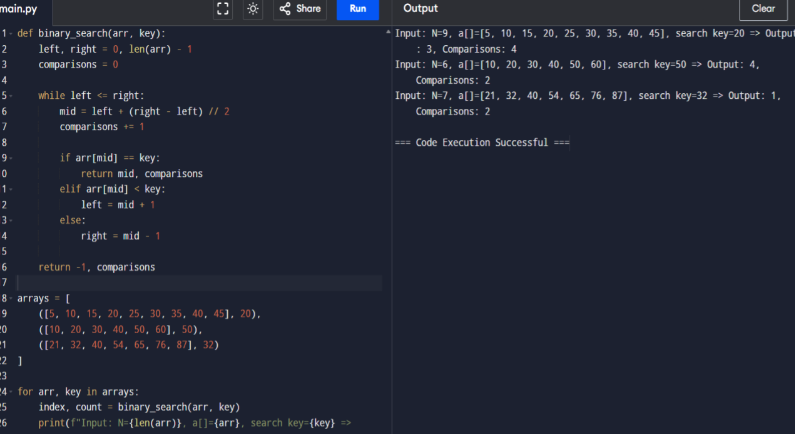 main.py
Share
Run
Output
Clear
1 def binary_search(arr, key):
2     left, right = 0, len(arr) - 1
3     comparisons = 0
4
5     while left <= right:
6         mid = left + (right - left) // 2
7         comparisons += 1
8
9         if arr[mid] == key:
0             return mid, comparisons
1         elif arr[mid] < key:
2             left = mid + 1
3         else:
4             right = mid - 1
5
6     return -1, comparisons
7
8 arrays = [
9     ([5, 10, 15, 20, 25, 30, 35, 40, 45], 20),
20     ([10, 20, 30, 40, 50, 60], 50),
21     ([21, 32, 40, 54, 65, 76, 87], 32)
22 ]
23
24 for arr, key in arrays:
25     index, count = binary_search(arr, key)
26     print(f"Input: N={len(arr)}, a[]={arr}, search key={key} =>
Input: N=9, a[]=[5, 10, 15, 20, 25, 30, 35, 40, 45], search key=20 => Output
: 3, Comparisons: 4
Input: N=6, a[]=[10, 20, 30, 40, 50, 60], search key=50 => Output: 4,
Comparisons: 2
Input: N=7, a[]=[21, 32, 40, 54, 65, 76, 87], search key=32 => Output: 1,
Comparisons: 2
=== Code Execution Successful ===